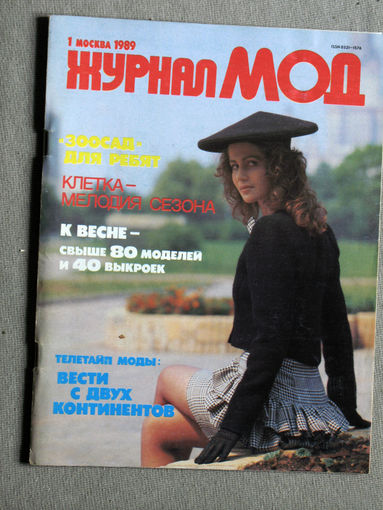 1 МОСКВА 1989
ISSN 0321-1576
ЖУРНАЛ МОД
«ЗООСАД»
ДЛЯ РЕБЯТ
КЛЕТКА —
МЕЛОДИЯ СЕЗОНА
К ВЕСНЕ —
СВЫШЕ 80 МОДЕЛЕЙ
И 40 ВЫКРОЕК
ТЕЛЕТАЙП МОДЫ:
ВЕСТИ
С ДВУХ
КОНТИНЕНТОВ